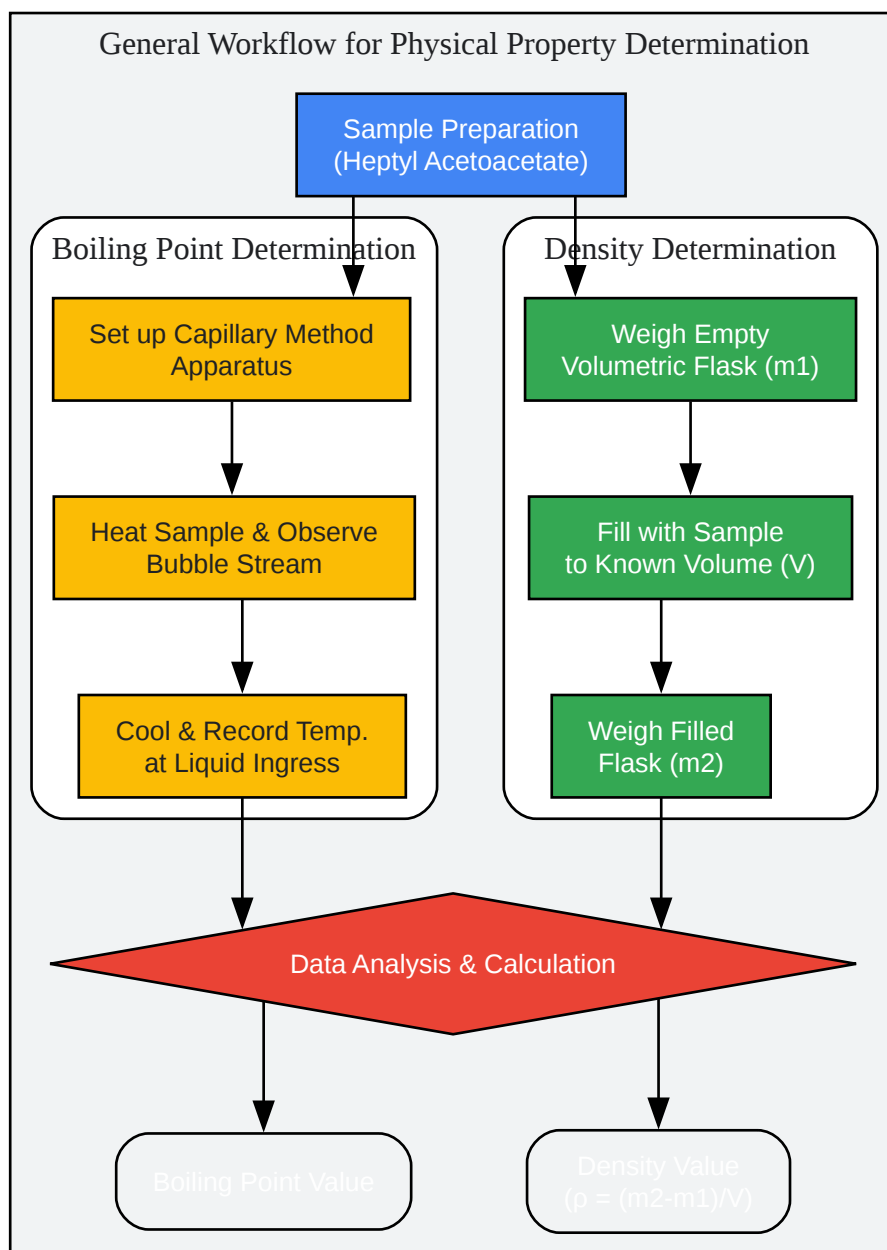 General Workflow for Physical Property Determination
Sample Preparation
(Heptyl Acetoacetate)
Boiling Point Determination
Set up Capillary Method
Apparatus
Heat Sample & Observe
Bubble Stream
Cool & Record Temp.
at Liquid Ingress
Density Determination
Weigh Empty
Volumetric Flask (m1)
Fill with Sample
to Known Volume (V)
Weigh Filled
Flask (m2)
Data Analysis & Calculation
Boiling Point Value
Density Value
(ρ = (m2-m1)/V)